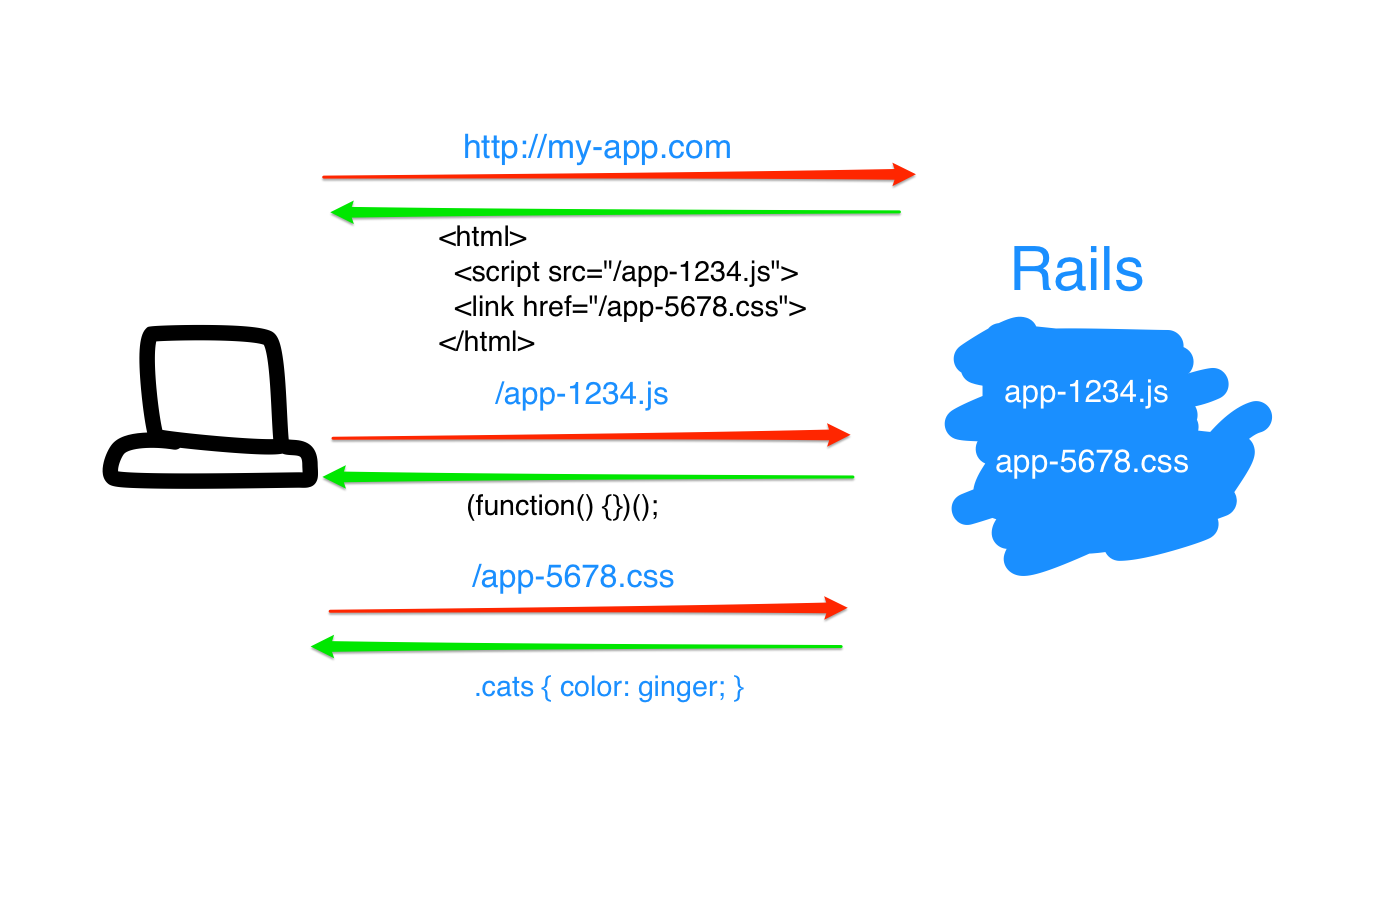 http://my-app.com
<html>
<script src="/app-1234.js">
<link href="/app-5678.css">
</html>
/app-1234.js
(function() {})();
/app-5678.css
.cats { color: ginger; }
Rails
app-1234.js
app-5678.css